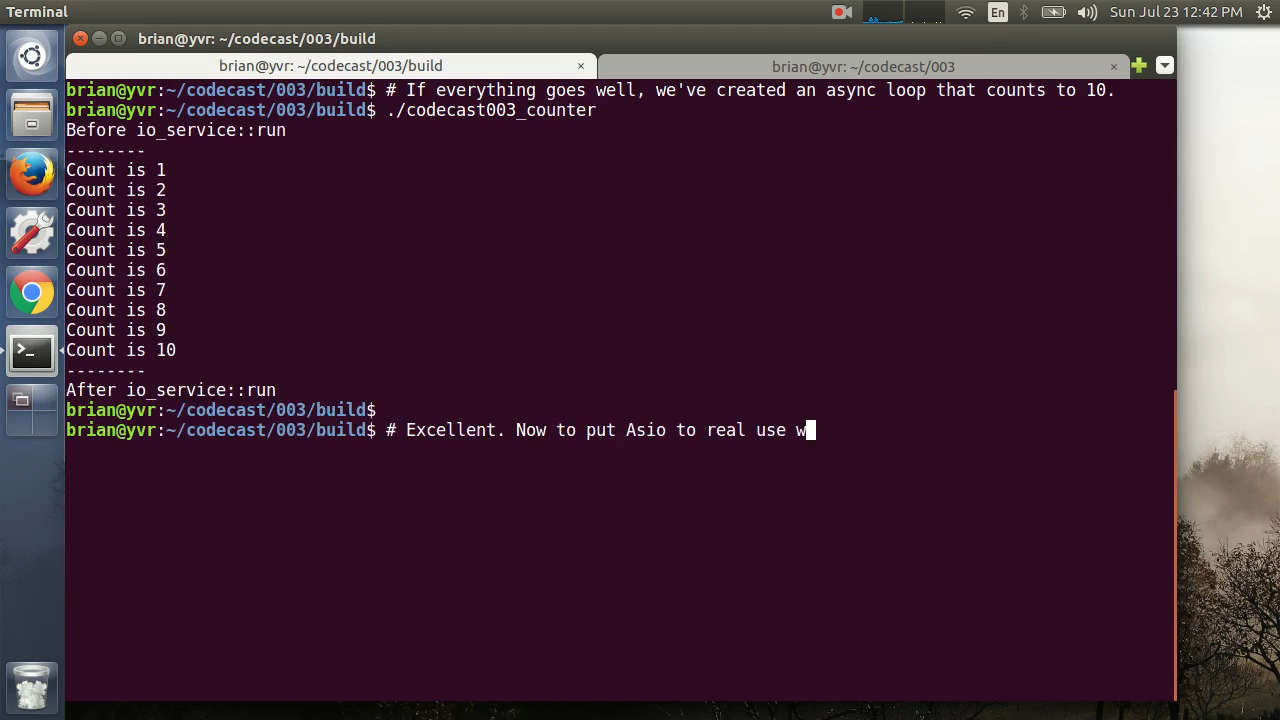 Terminal
En
Sun Jul 23 12:42 PM
brian@yvr: ~/codecast/003/build
brian@yvr: ~/codecast/003/build ×
brian@yvr: ~/codecast/003 ×
brian@yvr:~/codecast/003/build$ # If everything goes well, we've created an async loop that counts to 10.
brian@yvr:~/codecast/003/build$ ./codecast003_counter
Before io_service::run
--------
Count is 1
Count is 2
Count is 3
Count is 4
Count is 5
Count is 6
Count is 7
Count is 8
Count is 9
Count is 10
--------
After io_service::run
brian@yvr:~/codecast/003/build$
brian@yvr:~/codecast/003/build$ # Excellent. Now to put Asio to real use w